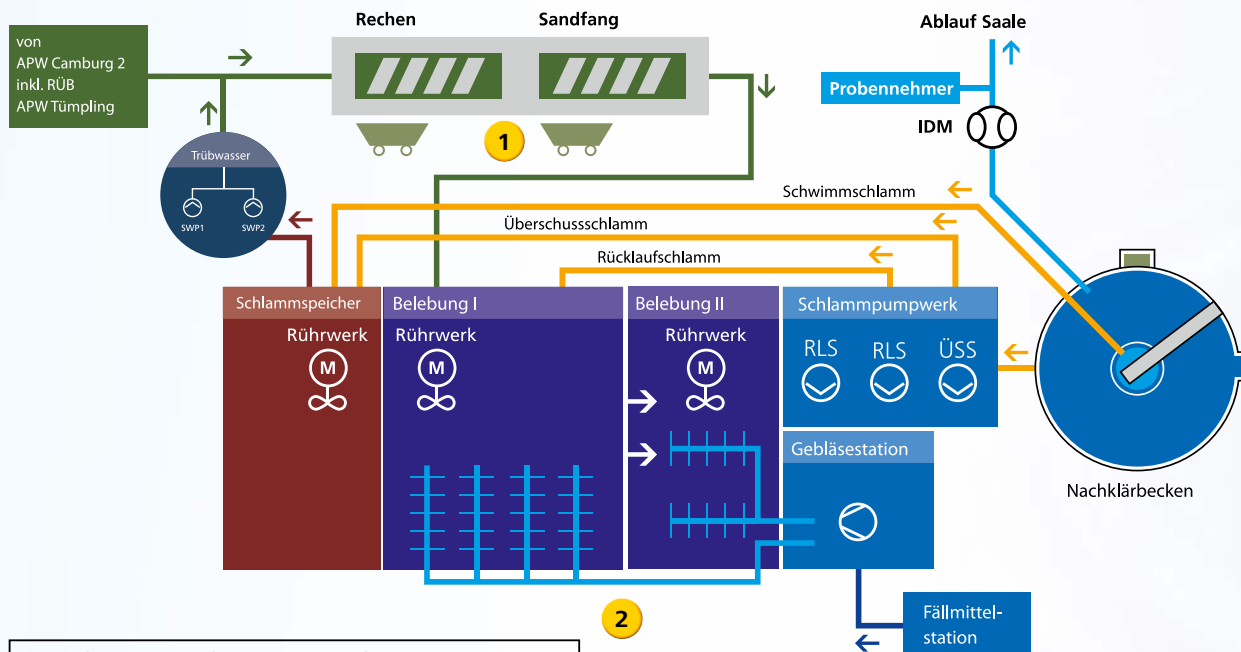 von
APW Camburg 2
inkl. RÜB
APW Tümpling
Rechen
Sandfang
Ablauf Saale
Probennehmer
IDM
1
Trübwasser
SWP1
SWP2
Schwimmschlamm
Überschussschlamm
Rücklaufschlamm
Schlammspeicher
Rührwerk
M
Belebung I
Rührwerk
M
Belebung II
Rührwerk
M
Schlammpumpwerk
RLS
RLS
ÜSS
Gebläsestation
Nachklärbecken
2
Fällmittel-
station